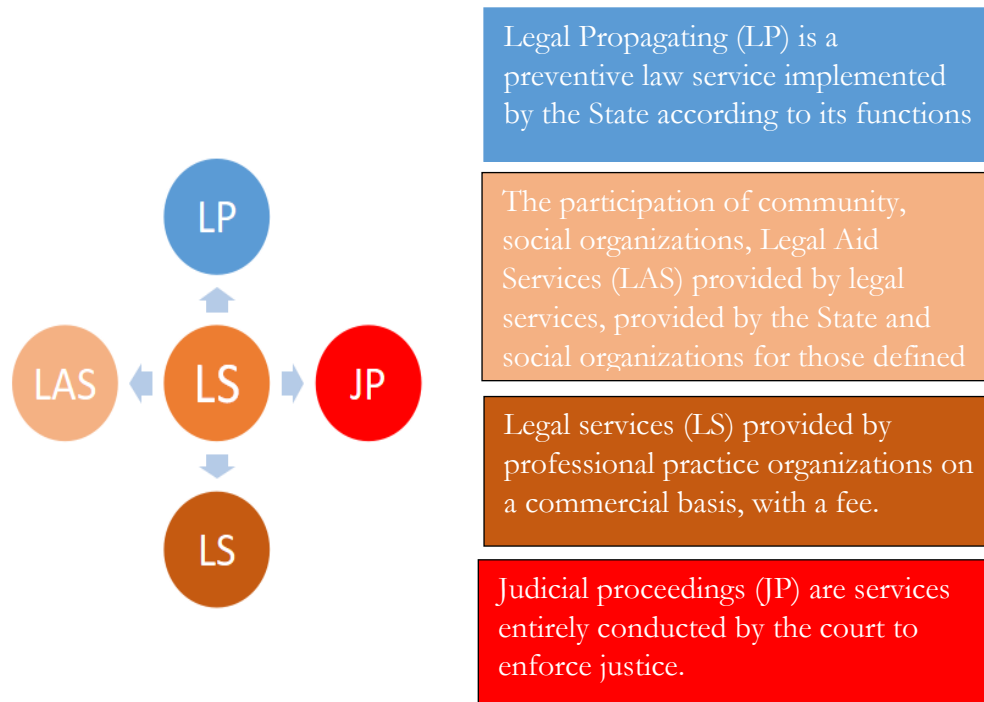 LP
LAS
LS
JP
LS
Legal Propagating (LP) is a
preventive law service implemented
by the State according to its functions
The participation of community,
social organizations, Legal Aid
Services (LAS) provided by legal
services, provided by the State and
social organizations for those defined
Legal services (LS) provided by
professional practice organizations on
a commercial basis, with a fee.
Judicial proceedings (JP) are services
entirely conducted by the court to
enforce justice.